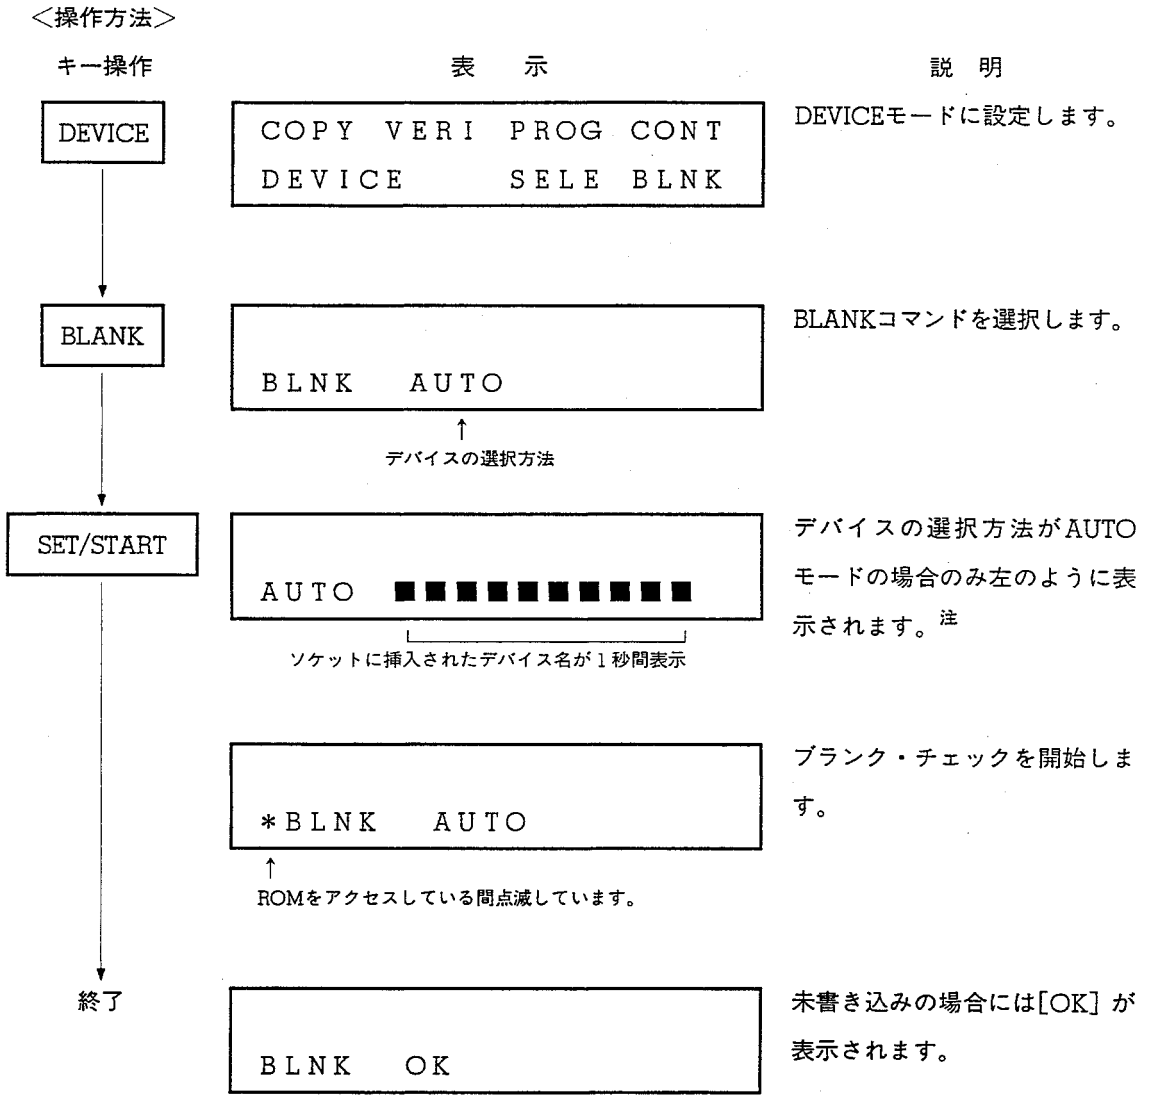 ＜操作方法＞
キー操作 表 示 説 明
DEVICE
COPY VERI PROG CONT
DEVICE SELE BLNK
DEVICEモードに設定します。
BLANK
BLNK AUTO
↑
デバイスの選択方法
BLANKコマンドを選択します。
SET/START
AUTO ■■■■■■■■■■
ソケットに挿入されたデバイス名が1秒間表示
デバイスの選択方法がAUTO
モードの場合のみ左のように表
示されます。注
*BLNK AUTO
↑
ROMをアクセスしている間点滅しています。
ブランク・チェックを開始しま
す。
終了
BLNK OK
未書き込みの場合には[OK] が
表示されます。